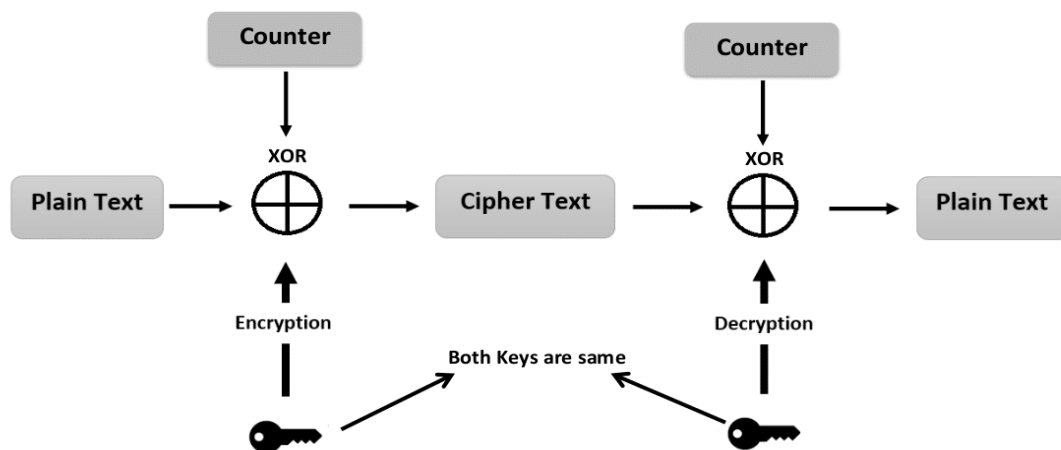 Counter
Counter
XOR
XOR
Plain Text
Cipher Text
Plain Text
Encryption
Decryption
Both Keys are same